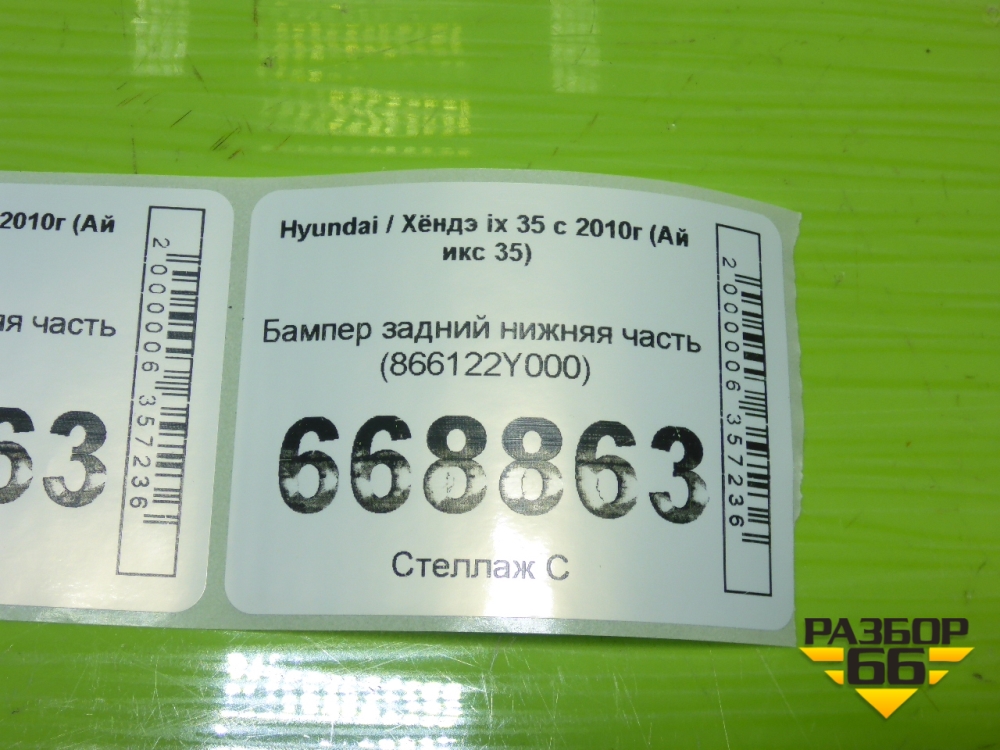 2010г (Ай
яя часть
63
2000006357236
Hyundai / Хёндэ ix 35 с 2010г (Ай
икс 35)
Бампер задний нижняя часть
(866122Y000)
668863
Стеллаж С
2000006357236
РАЗБОР
66